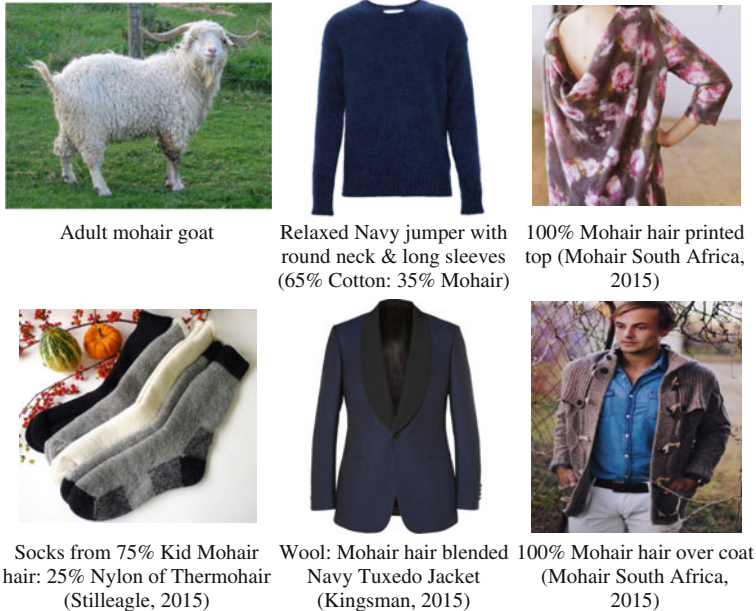 Adult mohair goat
Relaxed Navy jumper with
round neck & long sleeves
(65% Cotton: 35% Mohair)
100% Mohair hair printed
top (Mohair South Africa,
2015)
Socks from 75% Kid Mohair
hair: 25% Nylon of Thermohair
(Stilleagle, 2015)
Wool: Mohair hair blended
Navy Tuxedo Jacket
(Kingsman, 2015)
100% Mohair hair over coat
(Mohair South Africa,
2015)